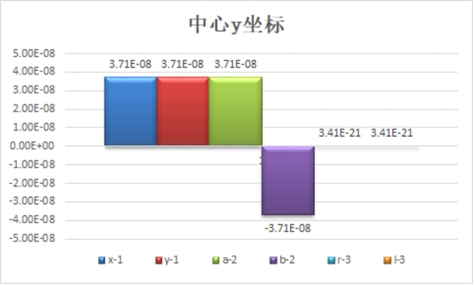 中心y坐标
5.00E-08
4.00E-08
3.00E-08
2.00E-08
1.00E-08
0.00E+00
-1.00E-08
-2.00E-08
-3.00E-08
-4.00E-08
-5.00E-08
3.71E-08 3.71E-08 3.71E-08
3.41E-21 3.41E-21
-3.71E-08
x-1 y-1 a-2 b-2 r-3 l-3